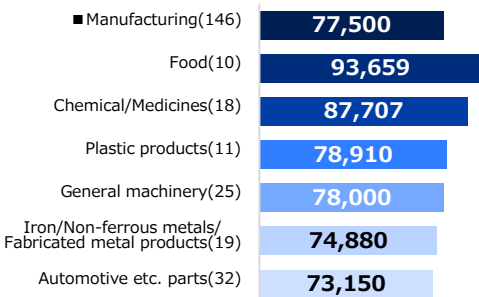 ■Manufacturing(146)
77,500
Food(10)
93,659
Chemical/Medicines(18)
87,707
Plastic products(11)
78,910
General machinery(25)
78,000
Iron/Non-ferrous metals/
Fabricated metal products(19)
74,880
Automotive etc. parts(32)
73,150